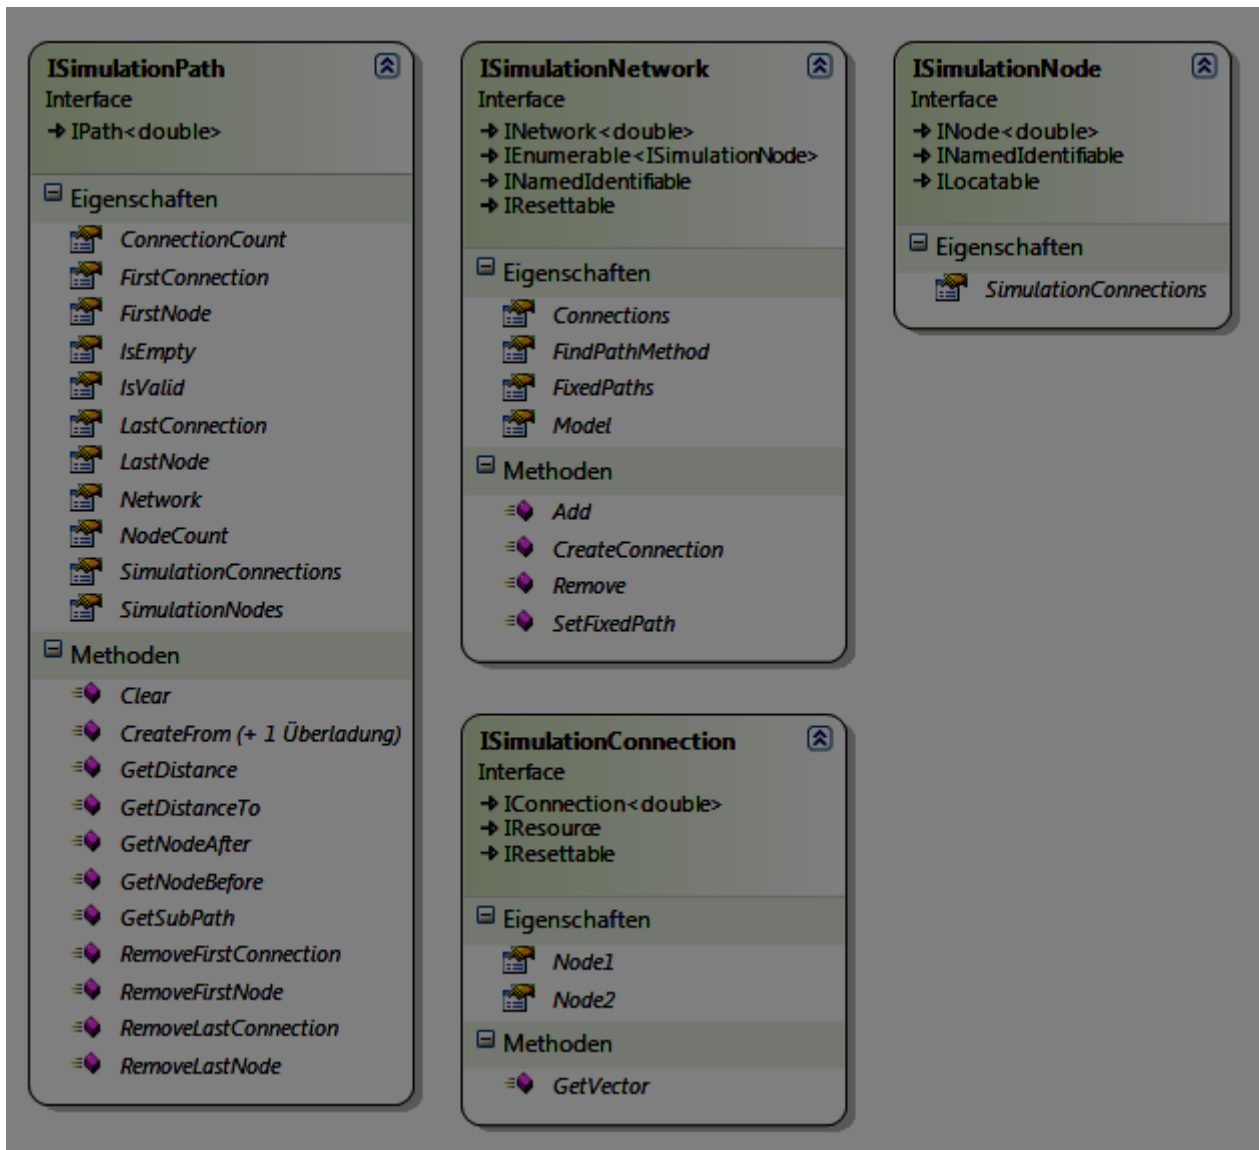 ISimulationPath
Interface
IPath<double>
Eigenschaften
ConnectionCount
FirstConnection
FirstNode
IsEmpty
IsValid
LastConnection
LastNode
Network
NodeCount
SimulationConnections
SimulationNodes
Methoden
Clear
CreateFrom (+ 1 Überladung)
GetDistance
GetDistanceTo
GetNodeAfter
GetNodeBefore
GetSubPath
RemoveFirstConnection
RemoveFirstNode
RemoveLastConnection
RemoveLastNode
ISimulationNetwork
Interface
INetwork<double>
IEnumerable<ISimulationNode>
INamedIdentifiable
IResettable
Eigenschaften
Connections
FindPathMethod
FixedPaths
Model
Methoden
Add
CreateConnection
Remove
SetFixedPath
ISimulationConnection
Interface
IConnection<double>
IResource
IResettable
Eigenschaften
Node1
Node2
Methoden
GetVector
ISimulationNode
Interface
INode<double>
INamedIdentifiable
ILocatable
Eigenschaften
SimulationConnections